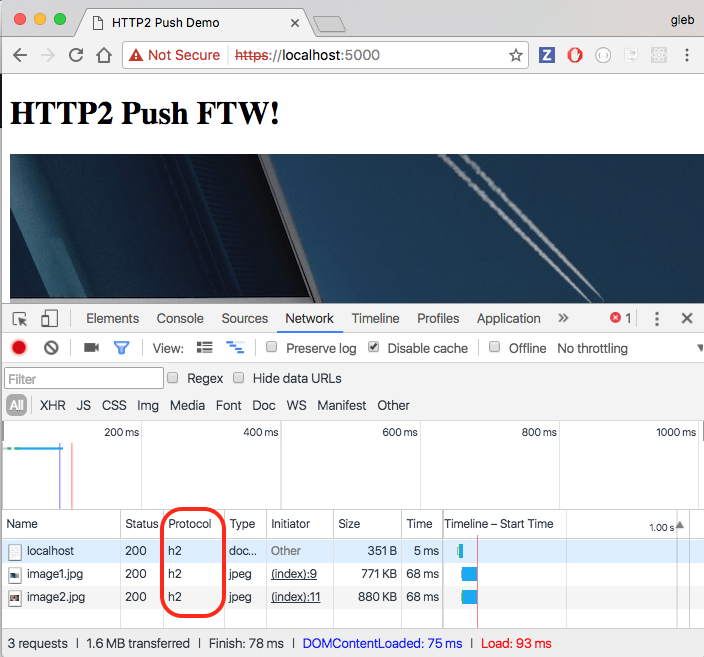 HTTP2 Push Demo
gleb
Not Secure https://localhost:5000
HTTP2 Push FTW!
Elements Console Sources Network Timeline Profiles Application 1
View: Preserve log Disable cache Offline No throttling
Filter Regex Hide data URLs
All XHR JS CSS Img Media Font Doc WS Manifest Other
200 ms 400 ms 600 ms 800 ms 1000 ms
Name Status Protocol Type Initiator Size Time Timeline – Start Time 1.00 s
localhost 200 h2 doc... Other 351 B 5 ms
image1.jpg 200 h2 jpeg (index):9 771 KB 68 ms
image2.jpg 200 h2 jpeg (index):11 880 KB 68 ms
3 requests | 1.6 MB transferred | Finish: 78 ms | DOMContentLoaded: 75 ms | Load: 93 ms